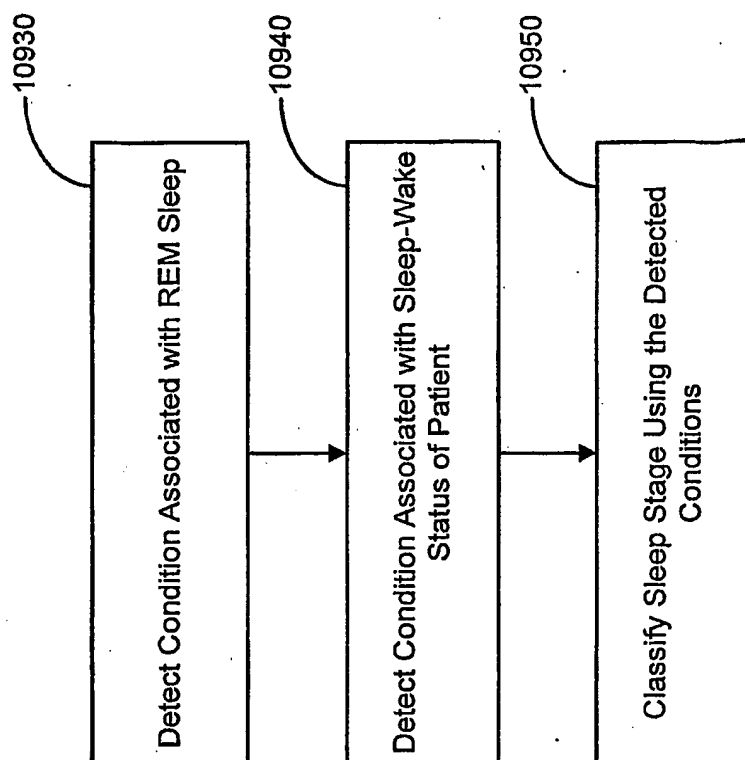 10930
Detect Condition Associated with REM Sleep
10940
Detect Condition Associated with Sleep-Wake
Status of Patient
10950
Classify Sleep Stage Using the Detected
Conditions